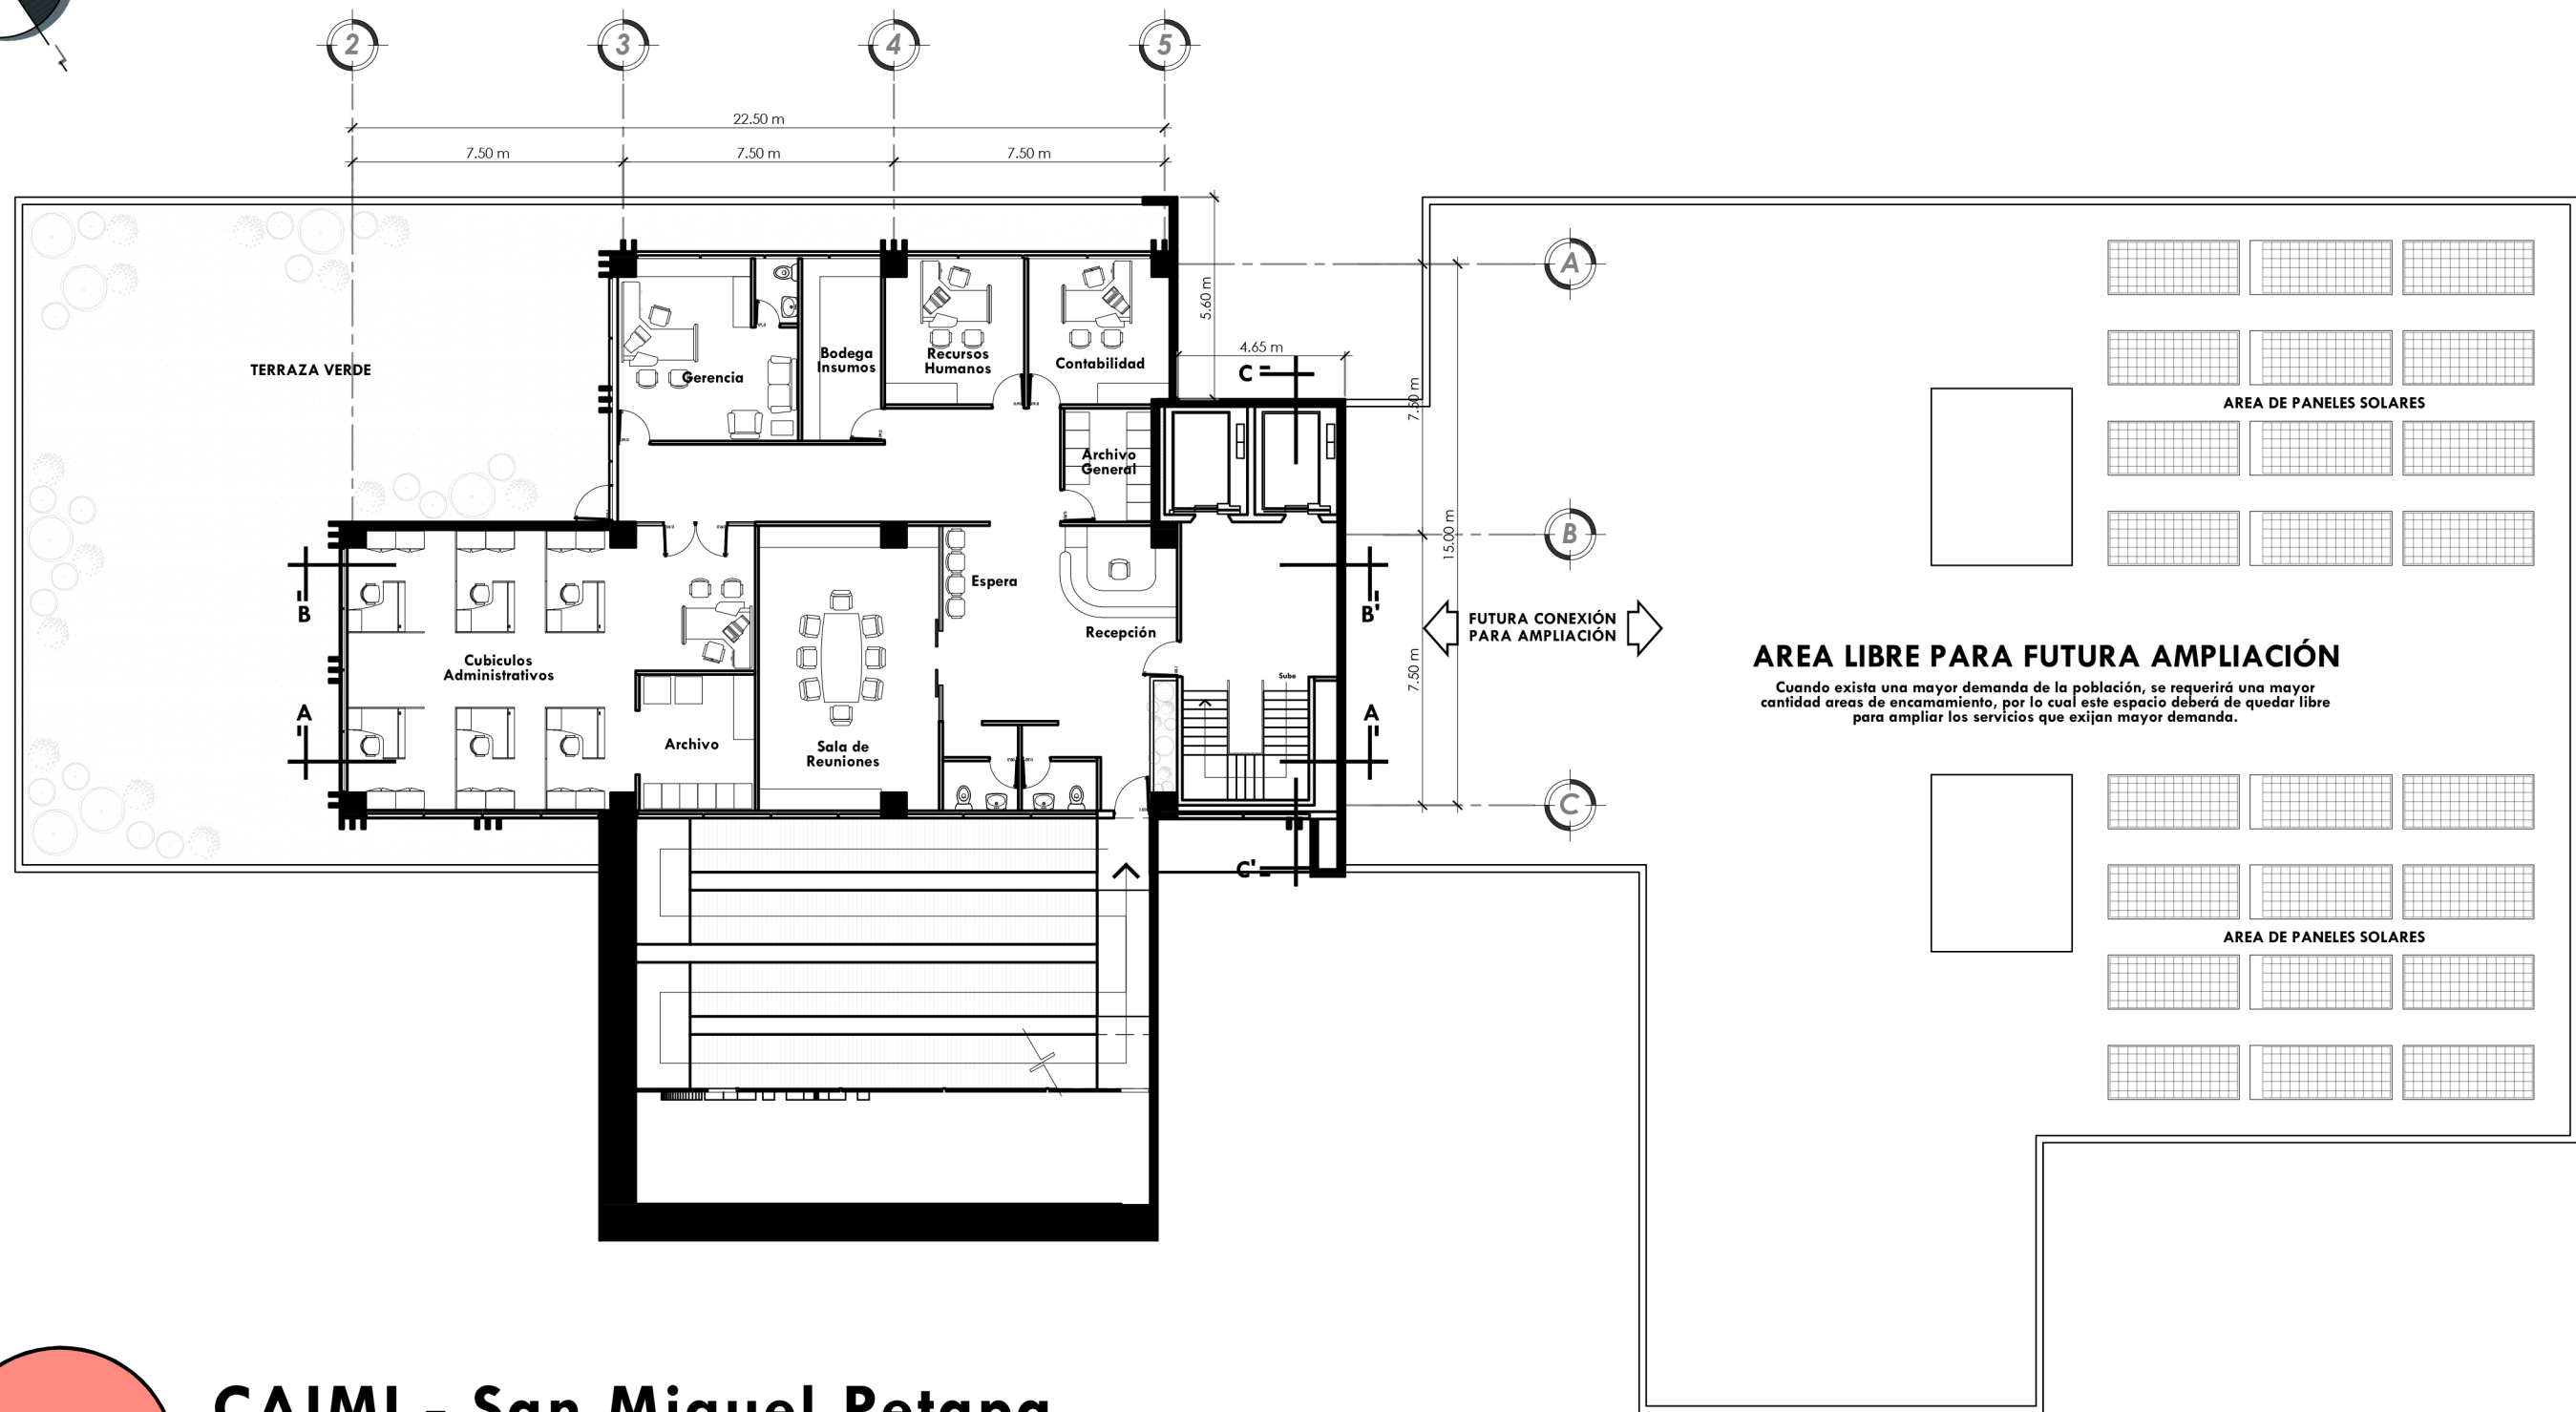 2
3
4
5
22.50 m
7.50 m
7.50 m
7.50 m
A
5.60 m
4.65 m
C
7.50 m
TERRAZA VERDE
Gerencia
Bodega
Insumos
Recursos
Humanos
Contabilidad
Archivo
General
AREA DE PANELES SOLARES
B
15.00 m
B
B'
Espera
Recepción
FUTURA CONEXIÓN
PARA AMPLIACIÓN
AREA LIBRE PARA FUTURA AMPLIACIÓN
Cuando exista una mayor demanda de la población, se requerirá una mayor
cantidad areas de encamamiento, por lo cual este espacio deberá de quedar libre
para ampliar los servicios que exijan mayor demanda.
Cubiculos
Administrativos
7.50 m
Sube
A
A'
Archivo
Sala de
Reuniones
C
C'
AREA DE PANELES SOLARES
CAIMI - San Miguel Petapa